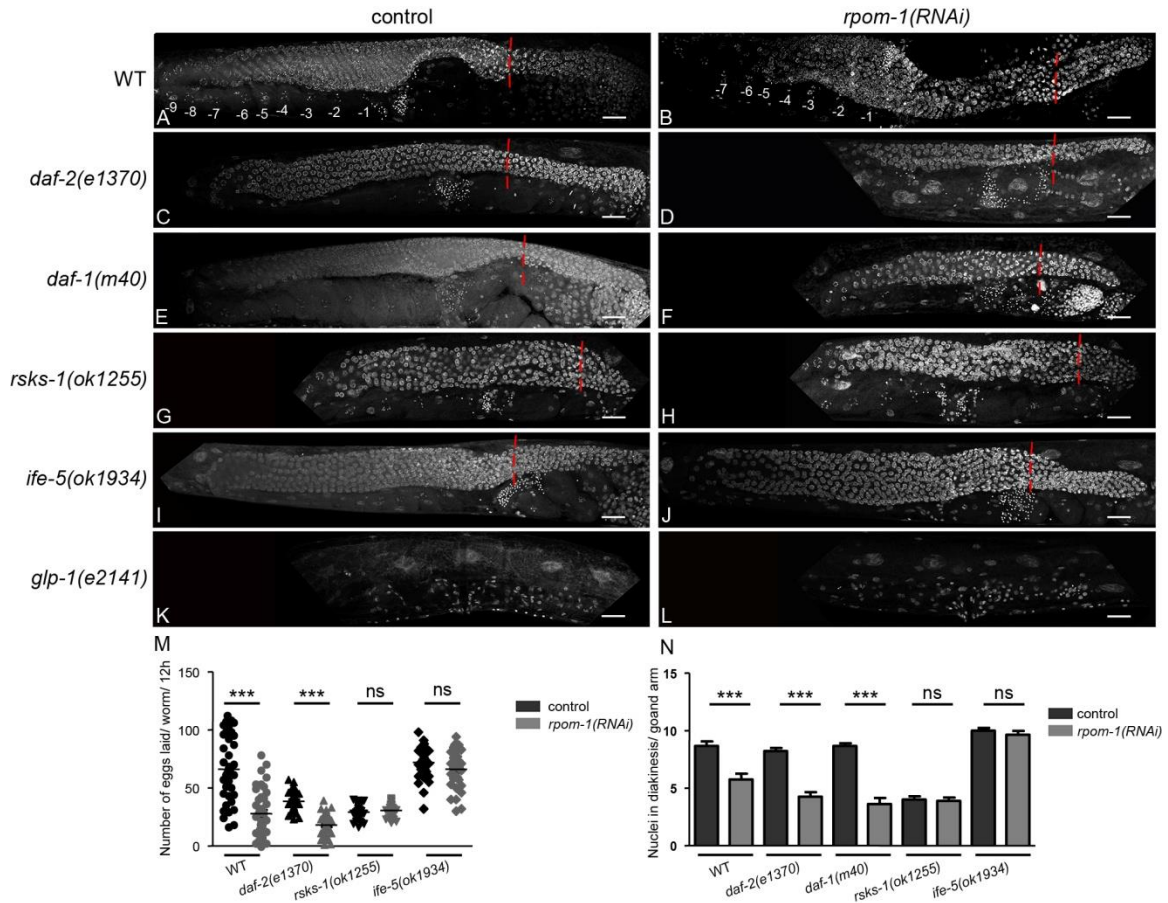 control rpom-1(RNAi)
WT
-9 -8 -7 -6 -5 -4 -3 -2 -1
A
-7 -6 -5 -4 -3 -2 -1
B
daf-2(e1370)
C
D
daf-1(m40)
E
F
rsks-1(ok1255)
G
H
ife-5(ok1934)
I
J
glp-1(e2141)
K
L
M
Number of eggs laid/ worm/ 12h
150
100
50
0
*** *** ns ns
control
rpom-1(RNAi)
WT
daf-2(e1370)
rsks-1(ok1255)
ife-5(ok1934)
N
Nuclei in diakinesis/ goand arm
15
10
5
0
*** *** *** ns ns
control
rpom-1(RNAi)
WT
daf-2(e1370)
daf-1(m40)
rsks-1(ok1255)
ife-5(ok1934)